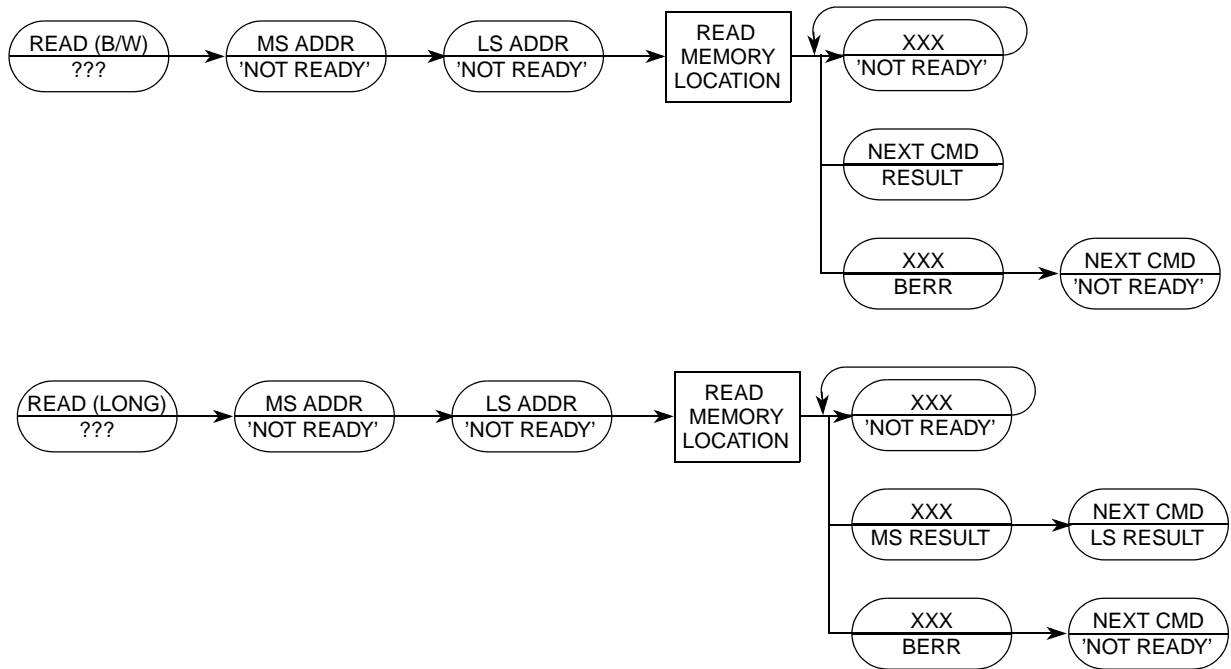 READ (B/W)
???
MS ADDR
'NOT READY'
LS ADDR
'NOT READY'
READ
MEMORY
LOCATION
XXX
'NOT READY'
NEXT CMD
RESULT
XXX
BERR
NEXT CMD
'NOT READY'
READ (LONG)
???
MS ADDR
'NOT READY'
LS ADDR
'NOT READY'
READ
MEMORY
LOCATION
XXX
'NOT READY'
XXX
MS RESULT
NEXT CMD
LS RESULT
XXX
BERR
NEXT CMD
'NOT READY'